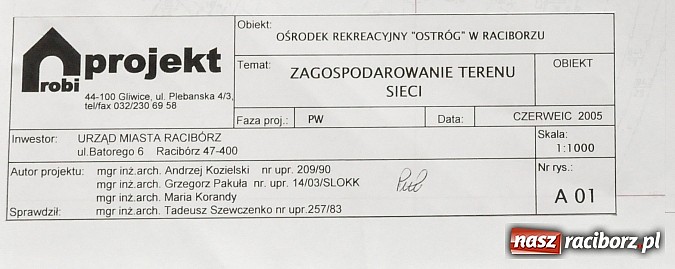 Arobi projekt
44-100 Gliwice, ul. Plebanska 4/3,
tel/fax 032/230 69 58
Obiekt:
OŚRODEK REKREACYJNY "OSTRÓG" W RACIBORZU
Temat:
ZAGOSPODAROWANIE TERENU
SIECI
OBIEKT
Faza proj.: PW
Data: CZERWEIC 2005
Inwestor: URZĄD MIASTA RACIBÓRZ
ul.Batorego 6 Racibórz 47-400
Skala:
1:1000
Autor projektu: mgr inż.arch. Andrzej Kozielski nr upr. 209/90
mgr inż.arch. Grzegorz Pakuła nr upr. 14/03/SLOKK
mgr inż.arch. Maria Korandy
Sprawdził: mgr inż.arch. Tadeusz Szewczenko nr upr.257/83
Nr rys.:
A 01
nasz raciborz.pl